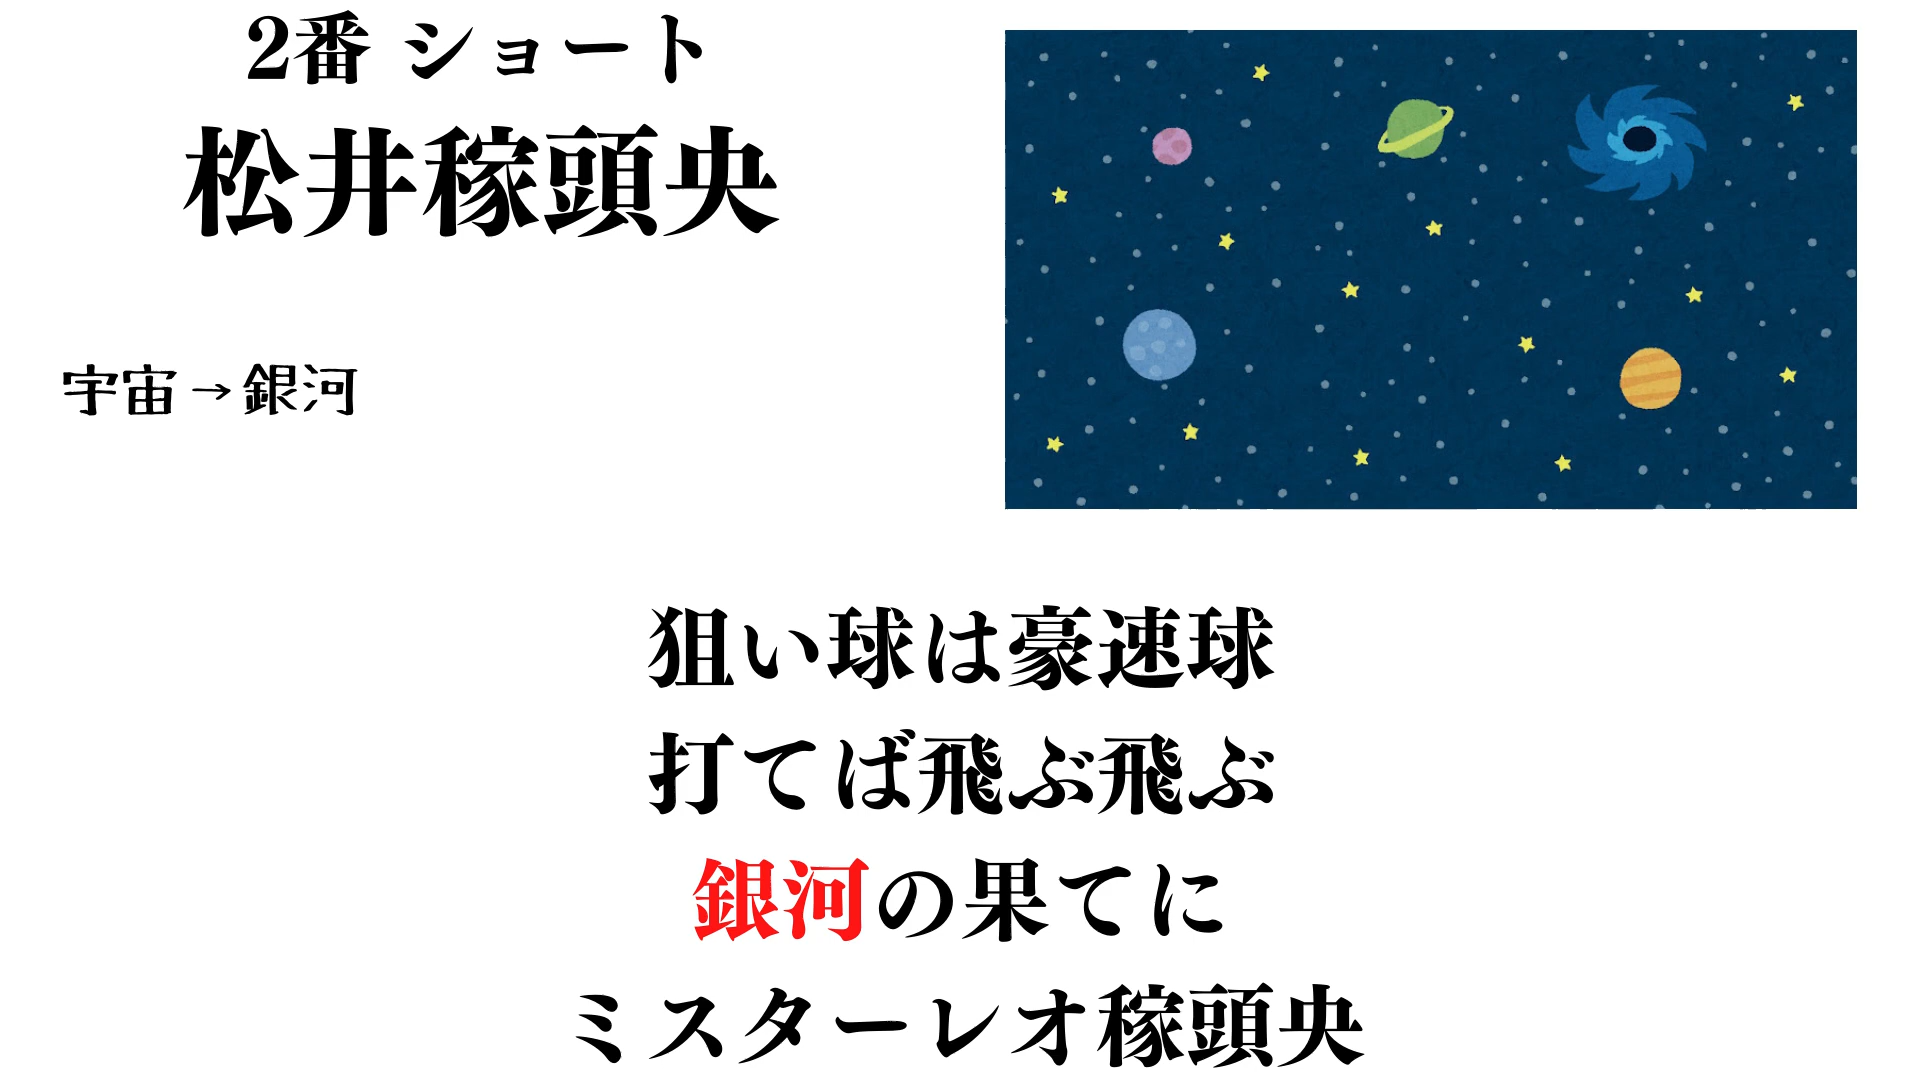 2番 ショート
松井稼頭央
宇宙→銀河
狙い球は豪速球
打てば飛ぶ飛ぶ
銀河の果てに
ミスターレオ稼頭央